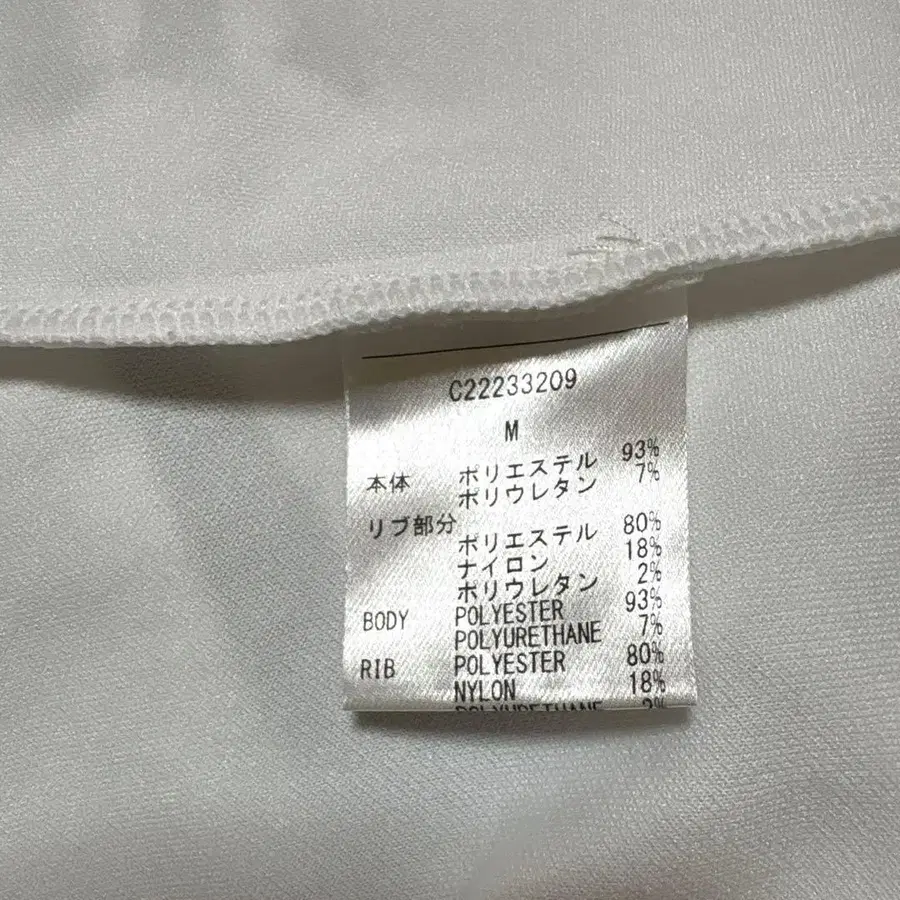 C22233209
M
本体 ポリエステル 93%
ポリウレタン 7%
リブ部分
ポリエステル 80%
ナイロン 18%
ポリウレタン 2%
BODY POLYESTER 93%
POLYURETHANE 7%
RIB POLYESTER 80%
NYLON 18%
POLYURETHANE 2%